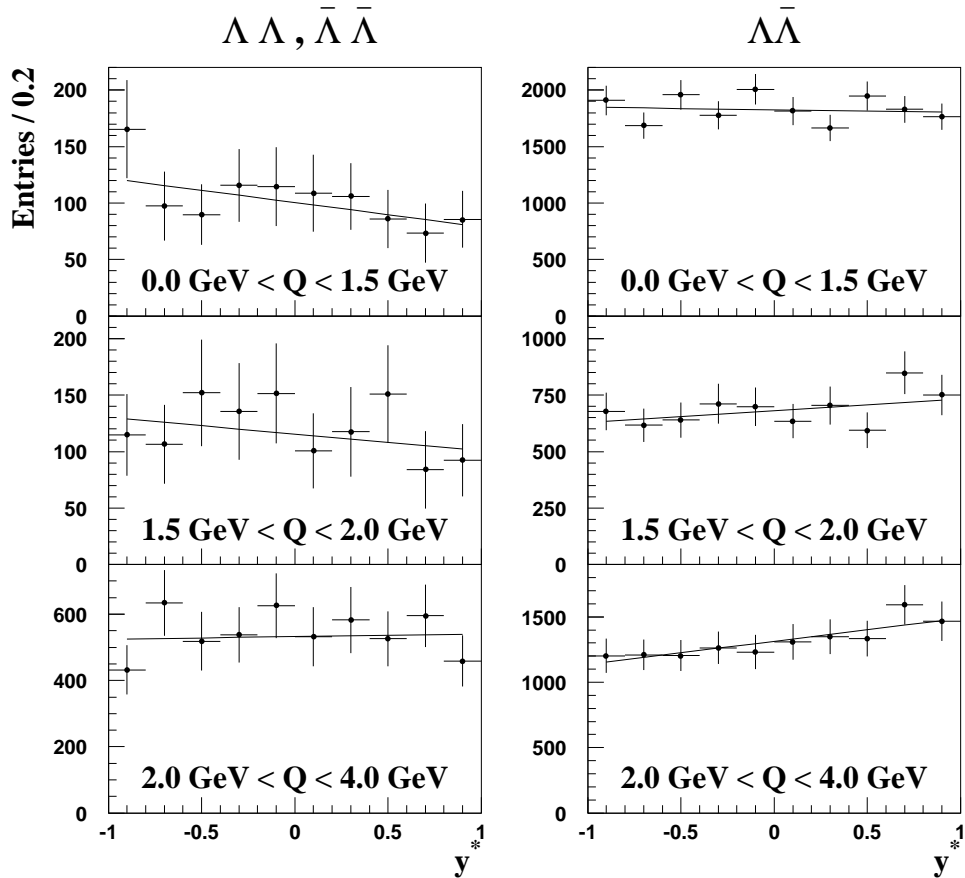 Λ Λ , Λ̄ Λ̄
ΛΛ̄
Entries / 0.2
200
150
100
50
0
0.0 GeV < Q < 1.5 GeV
2000
1500
1000
500
0
0.0 GeV < Q < 1.5 GeV
200
150
100
50
0
1.5 GeV < Q < 2.0 GeV
1000
750
500
250
0
1.5 GeV < Q < 2.0 GeV
600
400
200
0
2.0 GeV < Q < 4.0 GeV
-1 -0.5 0 0.5 1
y*
1500
1000
500
0
2.0 GeV < Q < 4.0 GeV
-1 -0.5 0 0.5 1
y*